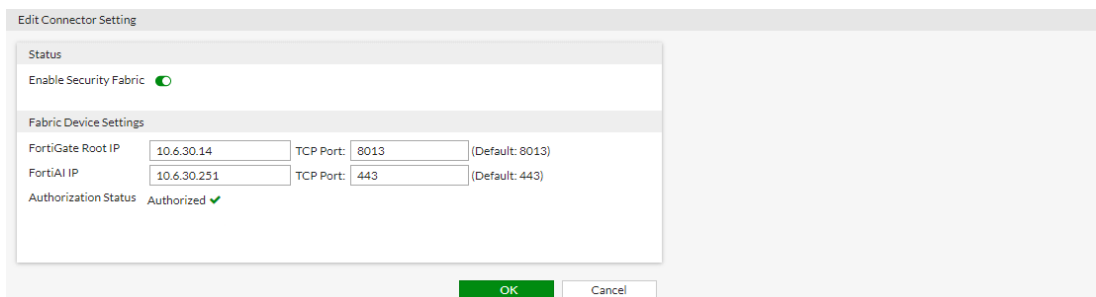 Edit Connector Setting
Status
Enable Security Fabric
Fabric Device Settings
FortiGate Root IP 10.6.30.14 TCP Port: 8013 (Default: 8013)
FortiAI IP 10.6.30.251 TCP Port: 443 (Default: 443)
Authorization Status Authorized
OK Cancel